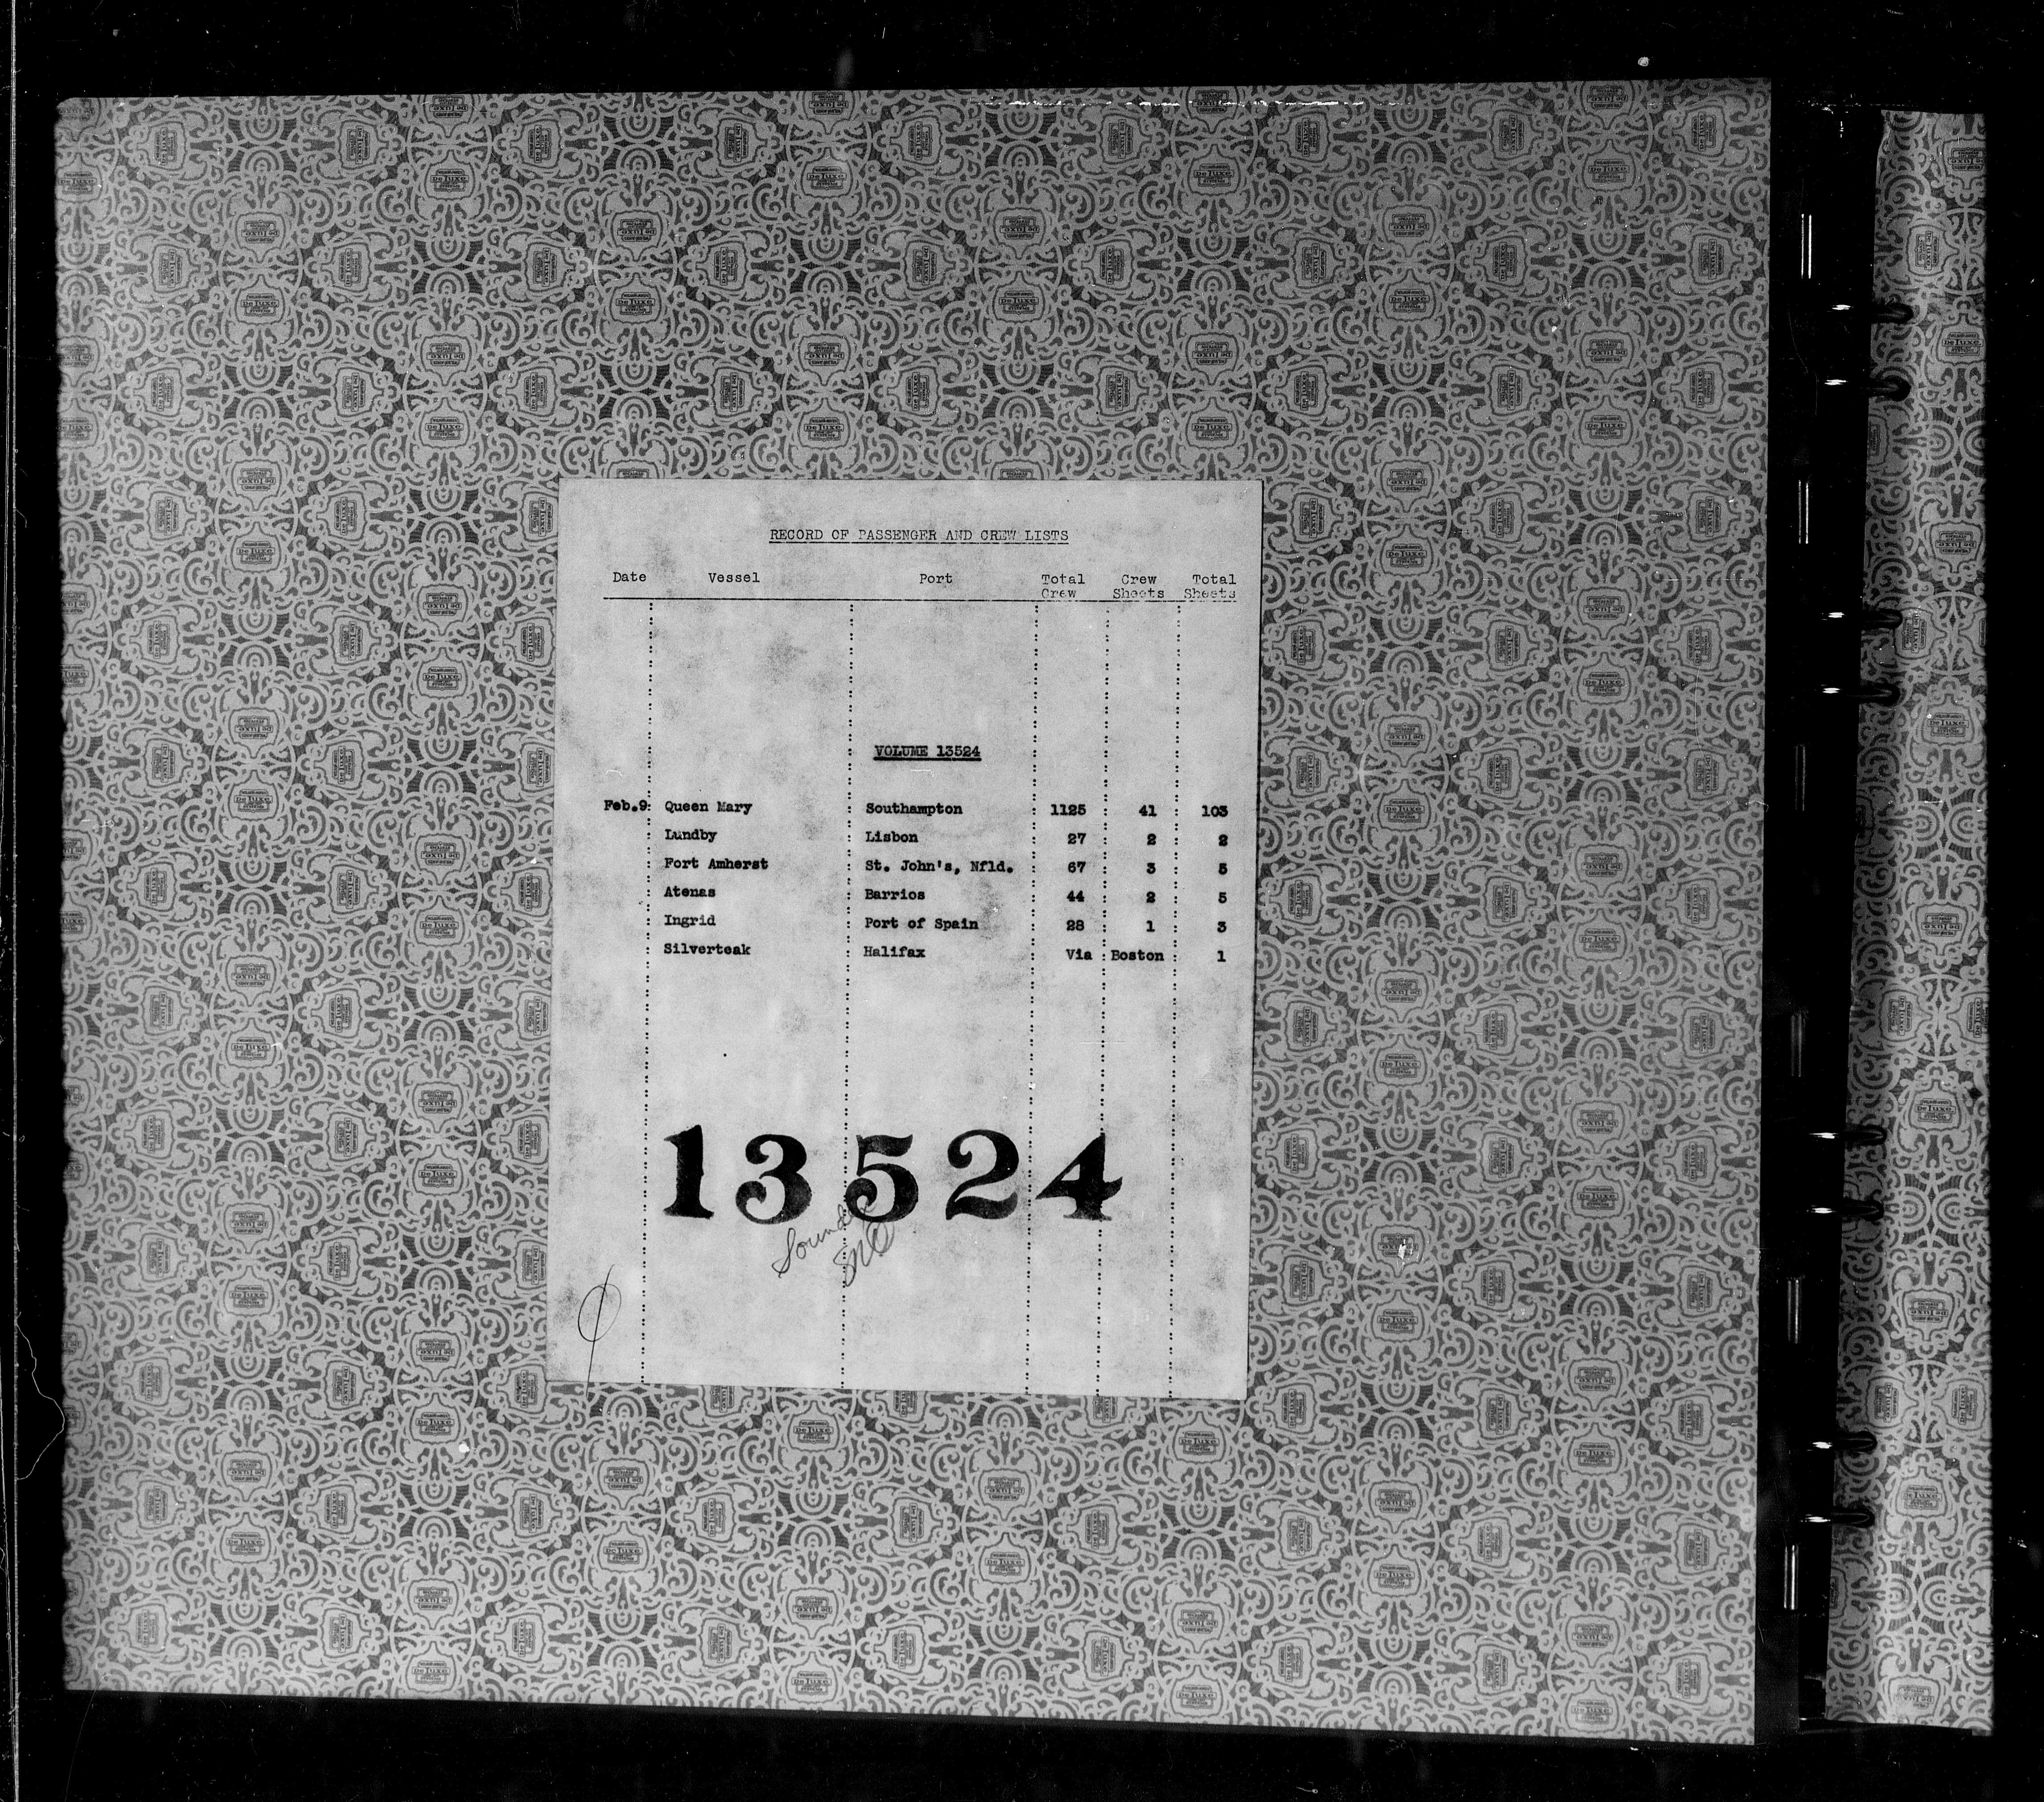 RECORD OF PASSENGER AND CREW LISTS
Date Vessel Port Total Crew Crew Sheets Total Sheets
VOLUME 13524
Feb.9 Queen Mary Southampton 1125 41 103
Lundby Lisbon 27 2 2
Fort Amherst St. John's, Nfld. 67 3 5
Atenas Barrios 44 2 5
Ingrid Port of Spain 28 1 3
Silverteak Halifax Via Boston 1
13524
De Luxe